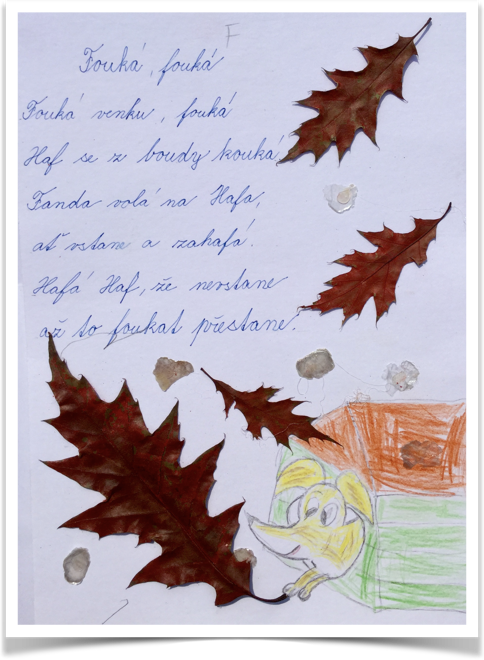 F
Fouká, fouká
Fouká venku, fouká
Haf se z boudy kouká,
Fanda volá na Hafa,
ať vstane a zahafá.
Hafá Haf, že nevstane
až to foukat přestane.